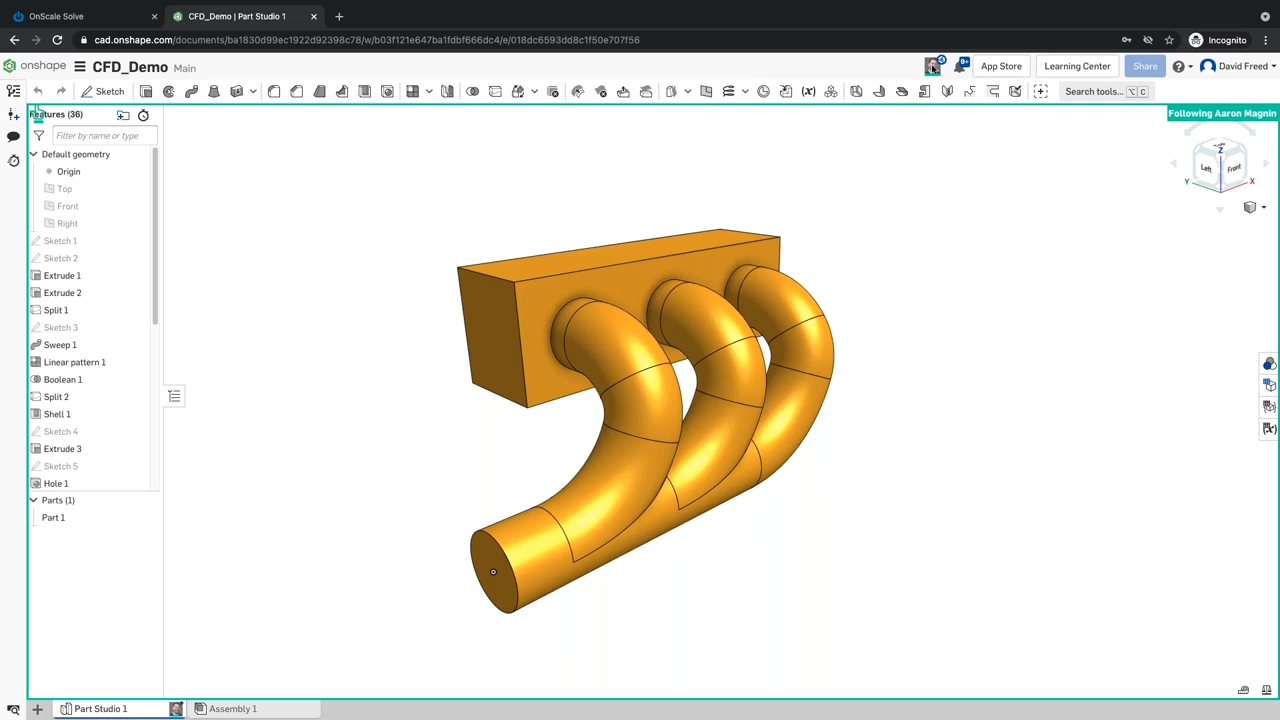 OnScale Solve
CFD_Demo | Part Studio 1
cad.onshape.com/documents/ba1830d99ec1922d92398c78/w/b03f121e647ba1fdbf666dc4/e/018dc6593dd8c1f50e707f56
Incognito
onshape
CFD_Demo Main
3
9+
App Store
Learning Center
Share
David Freed
Sketch
Search tools...
⌥ C
Features (36)
Filter by name or type
Following Aaron Magnin
Default geometry
Origin
Top
Front
Right
Sketch 1
Sketch 2
Extrude 1
Extrude 2
Split 1
Sketch 3
Sweep 1
Linear pattern 1
Boolean 1
Split 2
Shell 1
Sketch 4
Extrude 3
Sketch 5
Hole 1
Parts (1)
Part 1
Z
Left
Front
Y
X
Part Studio 1
Assembly 1